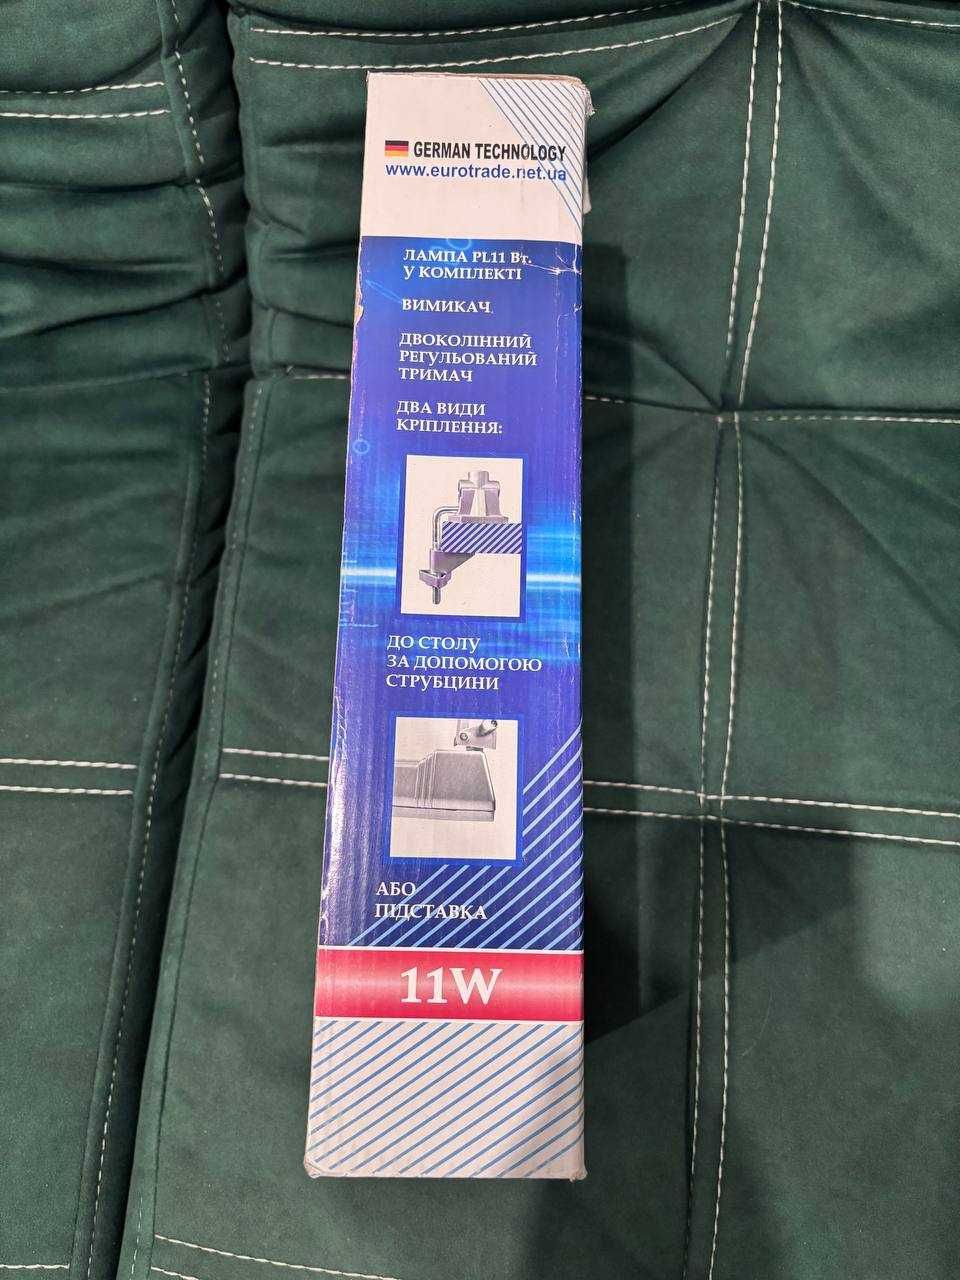 GERMAN TECHNOLOGY
www.eurotrade.net.ua
ЛАМПА PL11 Вт.
У КОМПЛЕКТІ
ВИМИКАЧ
ДВОКОЛІННИЙ
РЕГУЛЬОВАНИЙ
ТРИМАЧ
ДВА ВИДИ
КРІПЛЕННЯ:
ДО СТОЛУ
ЗА ДОПОМОГОЮ
СТРУБЦИНИ
АБО
ПІДСТАВКА
11W